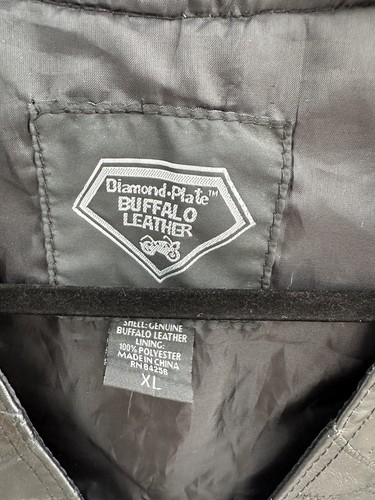 Diamond-Plate™
BUFFALO
LEATHER
SHELL: GENUINE
BUFFALO LEATHER
LINING:
100% POLYESTER
MADE IN CHINA
RN 84258
XL